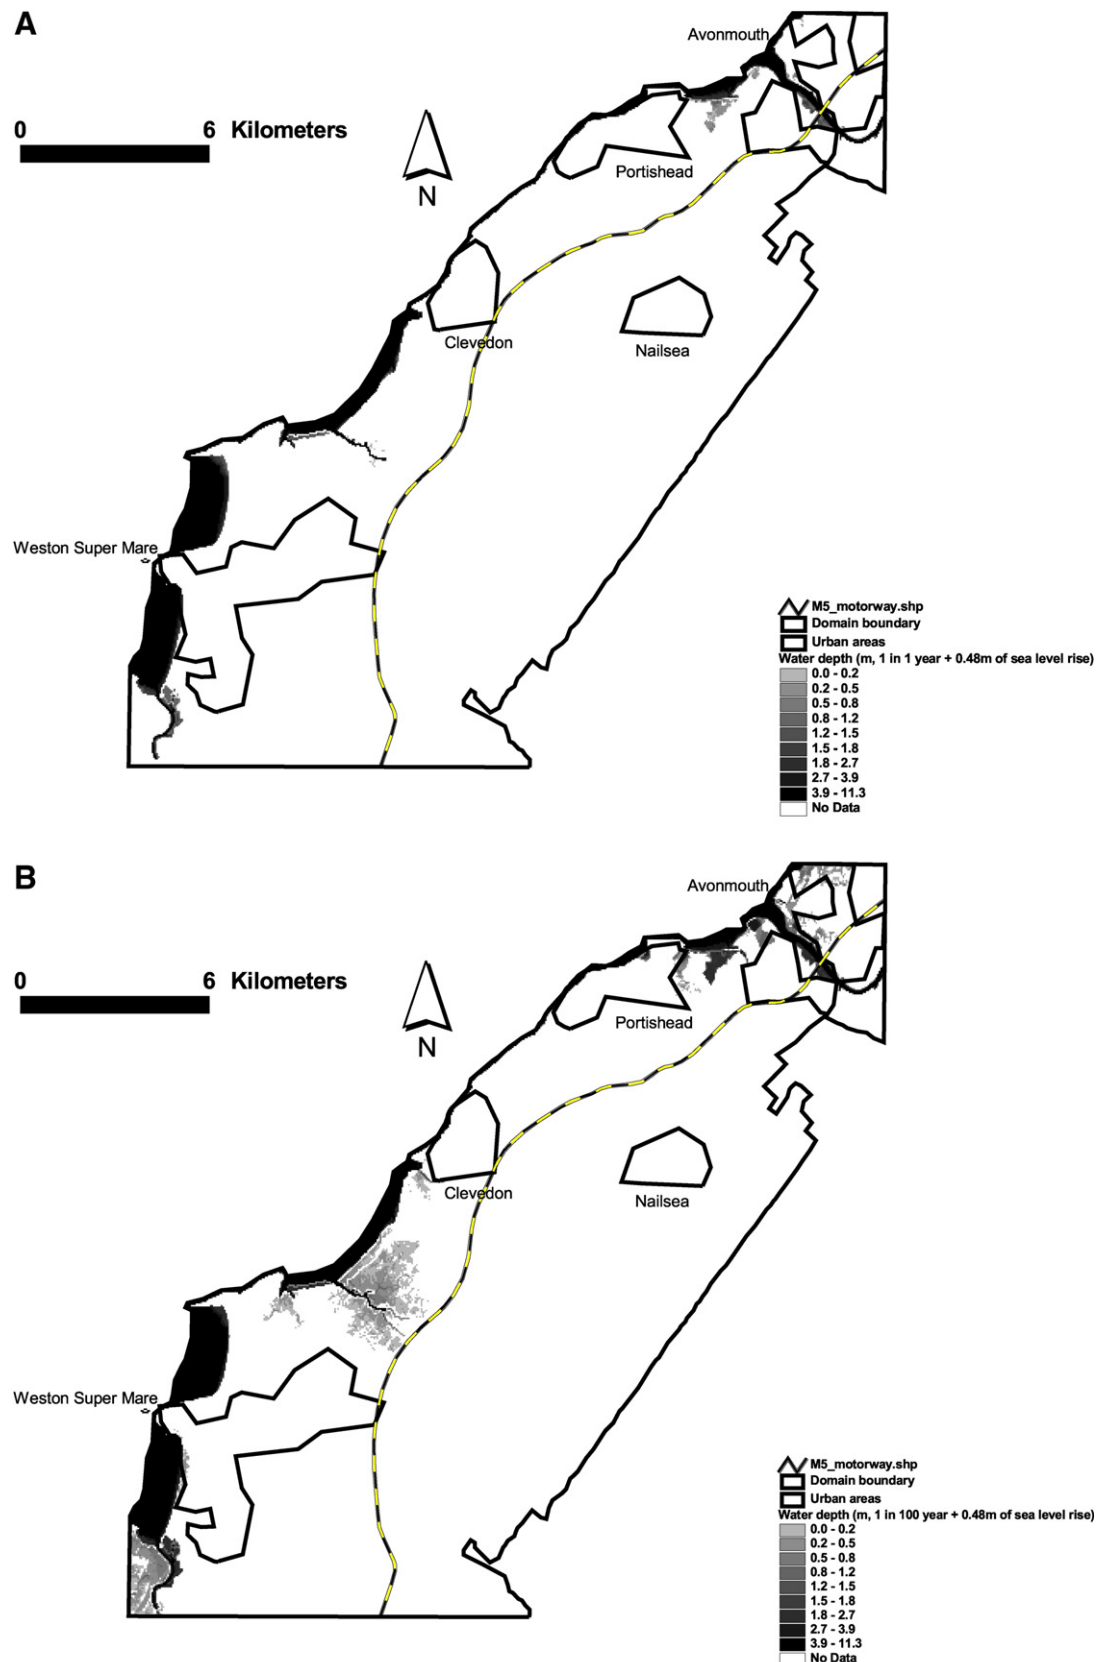 A
Avonmouth
0 6 Kilometers
N
Portishead
Clevedon
Nailsea
Weston Super Mare
M5_motorway.shp
Domain boundary
Urban areas
Water depth (m, 1 in 1 year + 0.48m of sea level rise)
0.0 - 0.2
0.2 - 0.5
0.5 - 0.8
0.8 - 1.2
1.2 - 1.5
1.5 - 1.8
1.8 - 2.7
2.7 - 3.9
3.9 - 11.3
No Data
B
Avonmouth
0 6 Kilometers
N
Portishead
Clevedon
Nailsea
Weston Super Mare
M5_motorway.shp
Domain boundary
Urban areas
Water depth (m, 1 in 100 year + 0.48m of sea level rise)
0.0 - 0.2
0.2 - 0.5
0.5 - 0.8
0.8 - 1.2
1.2 - 1.5
1.5 - 1.8
1.8 - 2.7
2.7 - 3.9
3.9 - 11.3
No Data